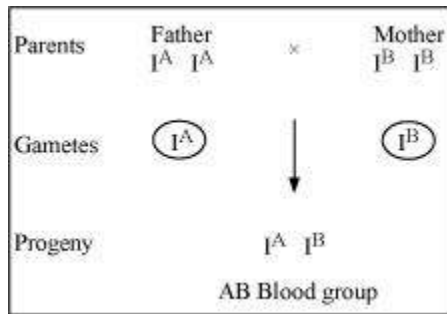 Father Mother
Parents I^A I^A × I^B I^B
Gametes I^A I^B
Progeny I^A I^B
AB Blood group